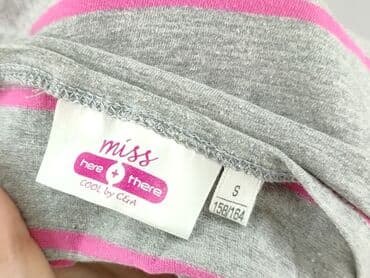 miss
here + there
COOL by C&A
S
158/164